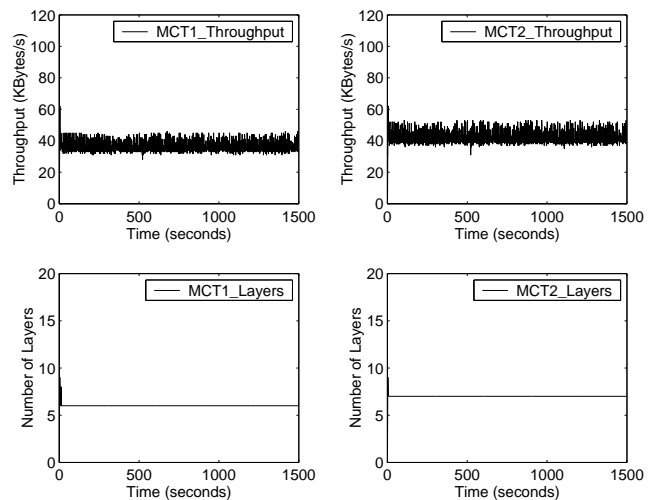 120
100
80
60
40
20
0
Throughput (KBytes/s)
MCT1_Throughput
0 500 1000 1500
Time (seconds)
120
100
80
60
40
20
0
Throughput (KBytes/s)
MCT2_Throughput
0 500 1000 1500
Time (seconds)
20
15
10
5
0
Number of Layers
MCT1_Layers
0 500 1000 1500
Time (seconds)
20
15
10
5
0
Number of Layers
MCT2_Layers
0 500 1000 1500
Time (seconds)